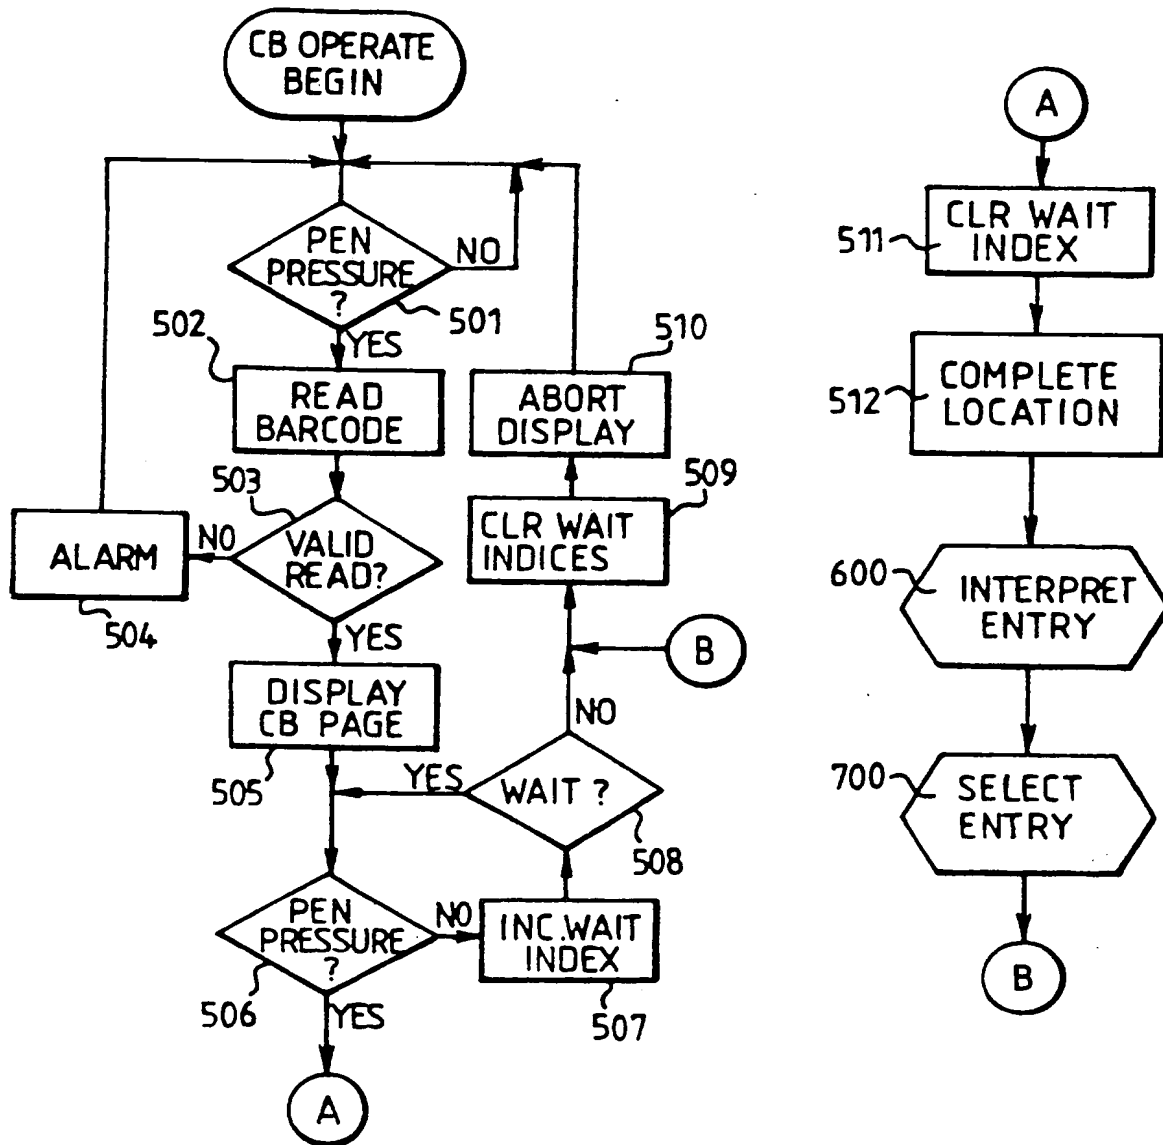 CB OPERATE
BEGIN
PEN
PRESSURE
?
NO
501
YES
502
READ
BARCODE
503
VALID
READ?
NO
ALARM
504
YES
DISPLAY
CB PAGE
505
PEN
PRESSURE
?
506
NO
YES
A
INC.WAIT
INDEX
507
WAIT ?
508
YES
NO
B
CLR WAIT
INDICES
509
ABORT
DISPLAY
510
A
CLR WAIT
INDEX
511
COMPLETE
LOCATION
512
600
INTERPRET
ENTRY
700
SELECT
ENTRY
B